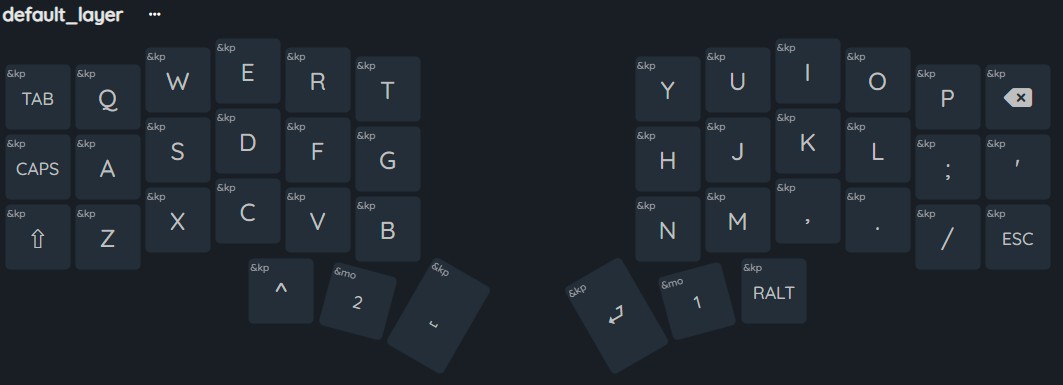 default_layer ...
&kp TAB &kp Q &kp W &kp E &kp R &kp T &kp Y &kp U &kp I &kp O &kp P &kp ⌫
&kp CAPS &kp A &kp S &kp D &kp F &kp G &kp H &kp J &kp K &kp L &kp ; &kp '
&kp ⇧ &kp Z &kp X &kp C &kp V &kp B &kp N &kp M &kp , &kp . &kp / &kp ESC
&kp ^ &mo 2 &kp ⎵ &kp ⏎ &mo 1 &kp RALT